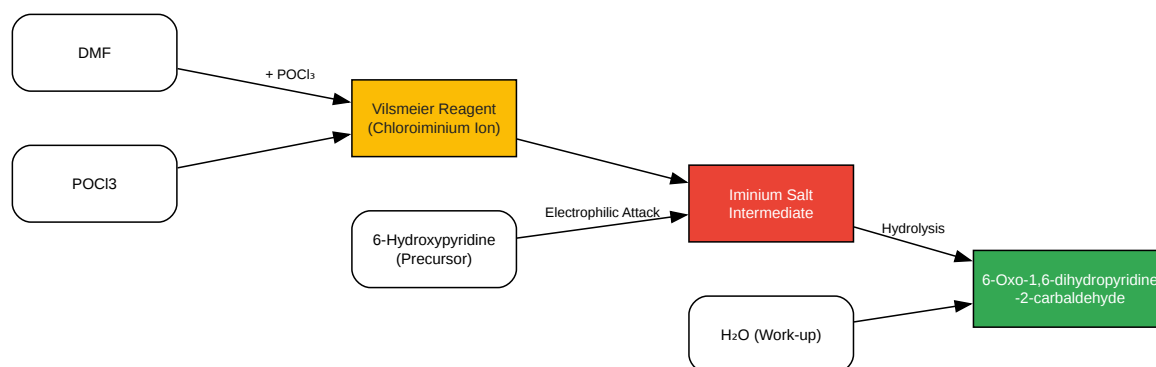 DMF
+ POCl₃
Vilsmeier Reagent
(Chloroiminium Ion)
POCl3
Iminium Salt
Intermediate
Electrophilic Attack
6-Hydroxypyridine
(Precursor)
Hydrolysis
6-Oxo-1,6-dihydropyridine
-2-carbaldehyde
H₂O (Work-up)